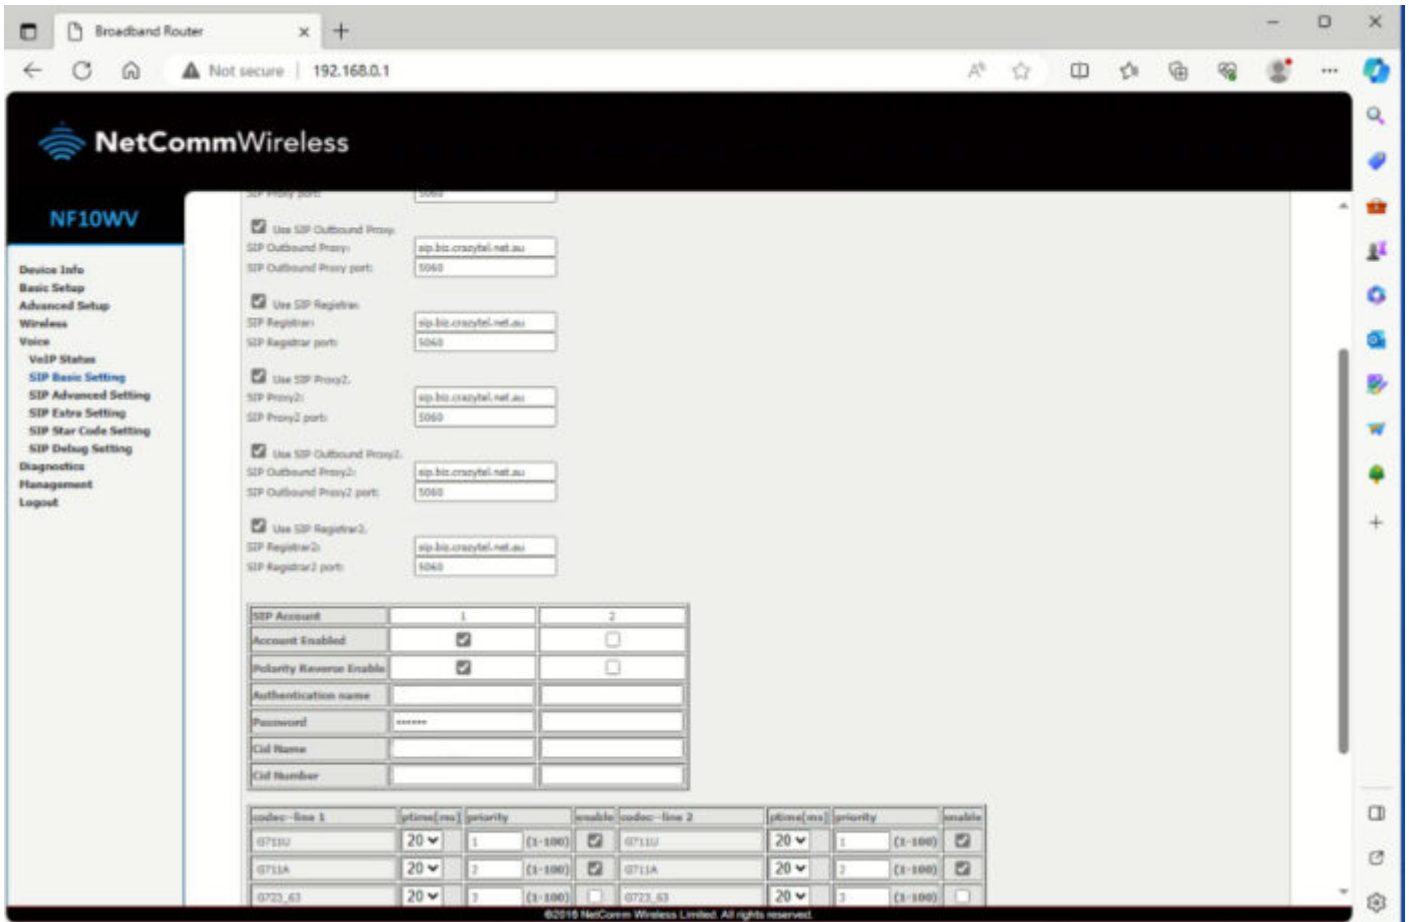 Broadband Router
Not secure | 192.168.0.1
NetCommWireless
NF10WV
Device Info
Basic Setup
Advanced Setup
Wireless
Voice
VoIP Status
SIP Basic Setting
SIP Advanced Setting
SIP Extra Setting
SIP Star Code Setting
SIP Debug Setting
Diagnostics
Management
Logout
SIP Proxy port: 5060
Use SIP Outbound Proxy.
SIP Outbound Proxy: sip.biz.crazytel.net.au
SIP Outbound Proxy port: 5060
Use SIP Registrar.
SIP Registrar: sip.biz.crazytel.net.au
SIP Registrar port: 5060
Use SIP Proxy2.
SIP Proxy2: sip.biz.crazytel.net.au
SIP Proxy2 port: 5060
Use SIP Outbound Proxy2.
SIP Outbound Proxy2: sip.biz.crazytel.net.au
SIP Outbound Proxy2 port: 5060
Use SIP Registrar2.
SIP Registrar2: sip.biz.crazytel.net.au
SIP Registrar2 port: 5060
SIP Account 1 2
Account Enabled
Polarity Reverse Enable
Authentication name
Password ••••••
Cid Name
Cid Number
codec--line 1 ptime[ms] priority enable codec--line 2 ptime[ms] priority enable
G711U 20 1 (1-100) G711U 20 1 (1-100)
G711A 20 2 (1-100) G711A 20 2 (1-100)
G723_63 20 3 (1-100) G723_63 20 3 (1-100)
©2015 NetComm Wireless Limited. All rights reserved.